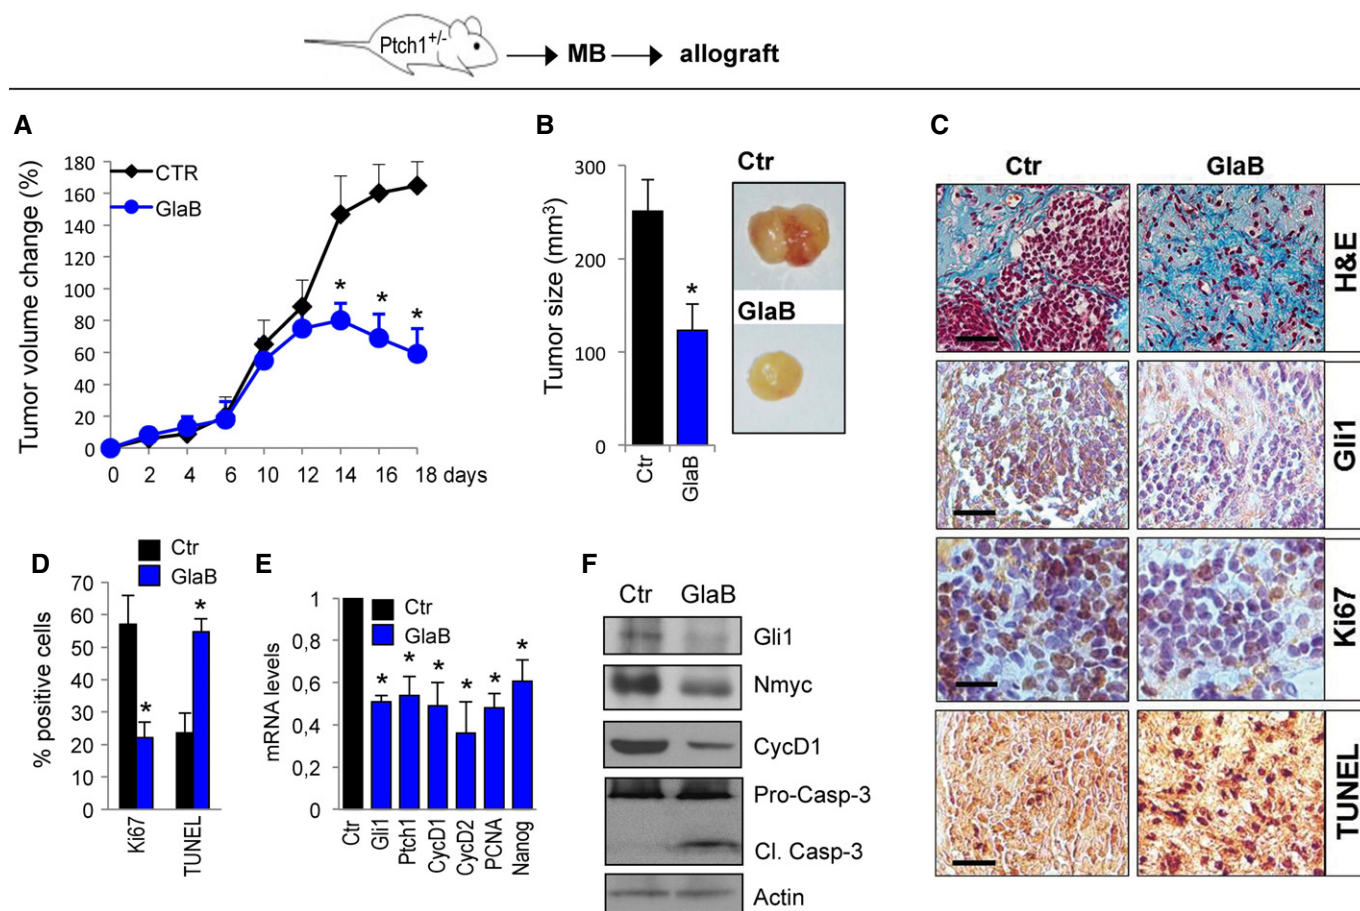 Ptch1+/- MB allograft
A
Tumor volume change (%)
180
160
140
120
100
80
60
40
20
0
CTR
GlaB
* * *
0 2 4 6 10 12 14 16 18 days
B
Tumor size (mm3)
300
200
100
0
*
Ctr
GlaB
Ctr
GlaB
C
Ctr GlaB
H&E
Gli1
Ki67
TUNEL
D
Ctr
GlaB
% positive cells
70
60
50
40
30
20
10
0
* *
Ki67
TUNEL
E
mRNA levels
1
0,8
0,6
0,4
0,2
0
Ctr
GlaB
* * * * * *
Ctr
Gli1
Ptch1
CycD1
CycD2
PCNA
Nanog
F
Ctr GlaB
Gli1
Nmyc
CycD1
Pro-Casp-3
Cl. Casp-3
Actin